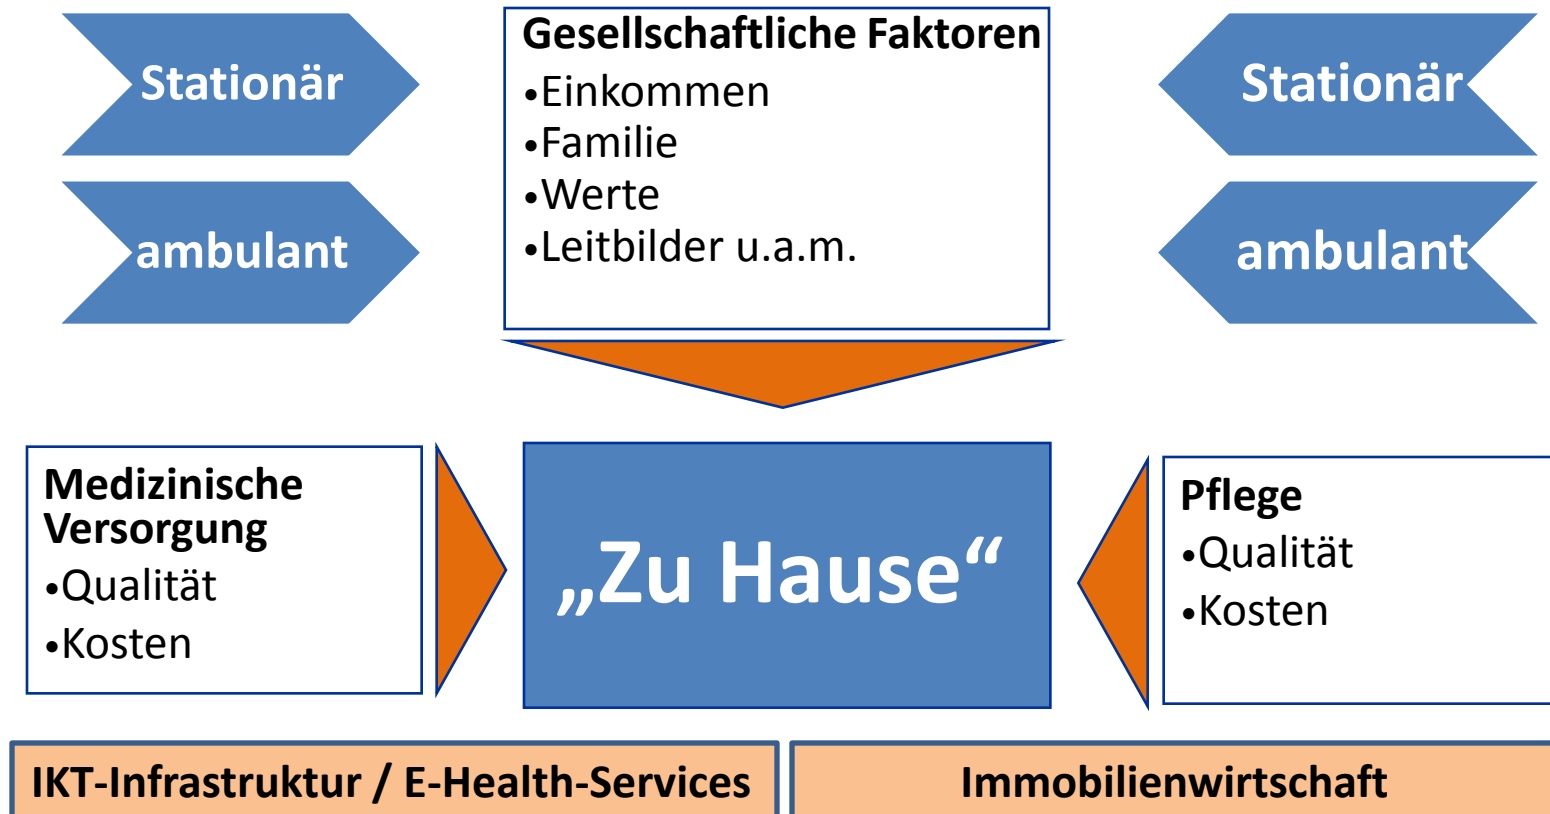 Stationär
ambulant
Gesellschaftliche Faktoren
•Einkommen
•Familie
•Werte
•Leitbilder u.a.m.
Stationär
ambulant
Medizinische
Versorgung
•Qualität
•Kosten
„Zu Hause“
Pflege
•Qualität
•Kosten
IKT-Infrastruktur / E-Health-Services
Immobilienwirtschaft